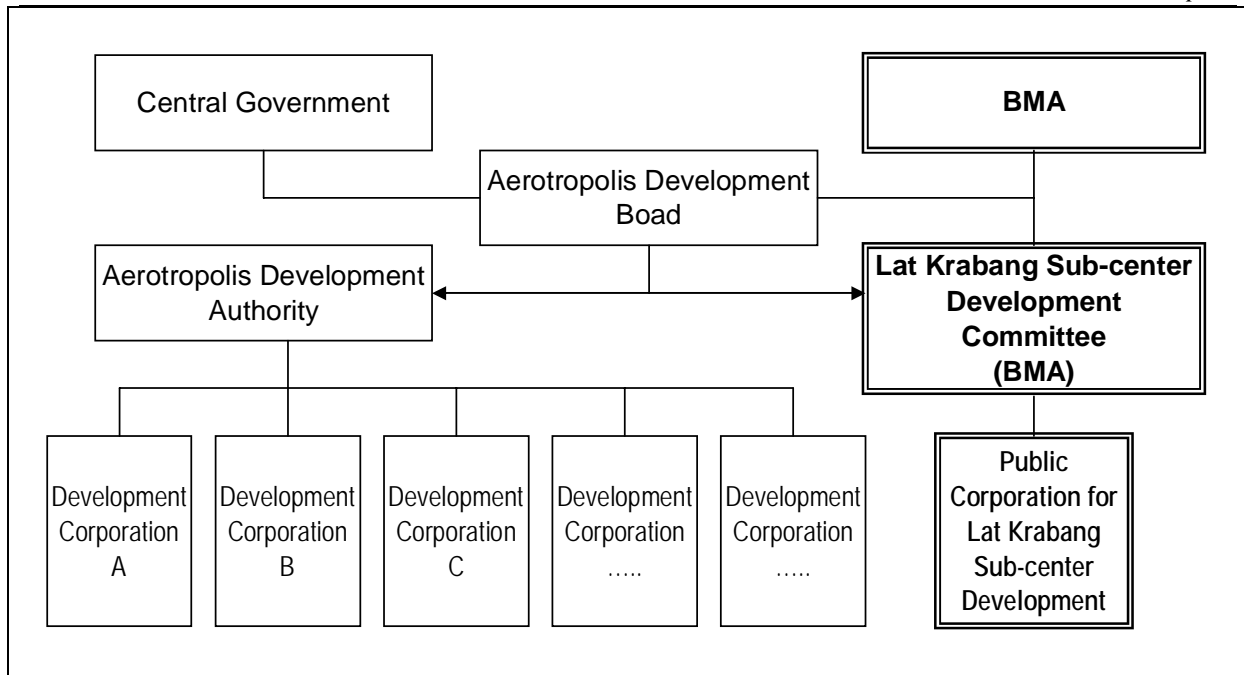 Central Government
BMA
Aerotropolis Development
Boad
Aerotropolis Development
Authority
Lat Krabang Sub-center
Development
Committee
(BMA)
Development
Corporation
A
Development
Corporation
B
Development
Corporation
C
Development
Corporation
…..
Development
Corporation
…..
Public
Corporation for
Lat Krabang
Sub-center
Development